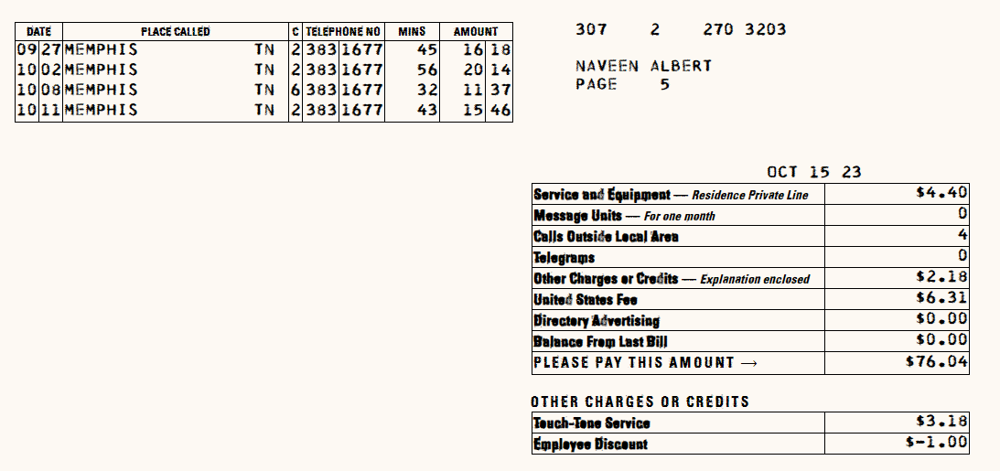 DATE PLACE CALLED C TELEPHONE NO MINS AMOUNT
09 27 MEMPHIS TN 2 383 1677 45 16 18
10 02 MEMPHIS TN 2 383 1677 56 20 14
10 08 MEMPHIS TN 6 383 1677 32 11 37
10 11 MEMPHIS TN 2 383 1677 43 15 46
307 2 270 3203
NAVEEN ALBERT
PAGE 5
OCT 15 23
Service and Equipment — Residence Private Line $4.40
Message Units — For one month 0
Calls Outside Local Area 4
Telegrams 0
Other Charges or Credits — Explanation enclosed $2.18
United States Fee $6.31
Directory Advertising $0.00
Balance From Last Bill $0.00
PLEASE PAY THIS AMOUNT → $76.04
OTHER CHARGES OR CREDITS
Touch-Tone Service $3.18
Employee Discount $-1.00